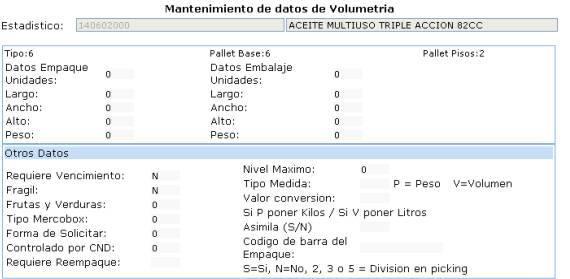 Mantenimiento de datos de Volumetria
Estadistico: 140602000 ACEITE MULTIUSO TRIPLE ACCION 82CC
Tipo:6 Pallet Base:6 Pallet Pisos:2
Datos Empaque Datos Embalaje
Unidades: 0 Unidades: 0
Largo: 0 Largo: 0
Ancho: 0 Ancho: 0
Alto: 0 Alto: 0
Peso: 0 Peso: 0
Otros Datos
Requiere Vencimiento: N
Fragil: N
Frutas y Verduras: 0
Tipo Mercobox: 0
Forma de Solicitar: 0
Controlado por CND: 0
Requiere Reempaque:
Nivel Maximo: 0
Tipo Medida: P = Peso V=Volumen
Valor conversion:
Si P poner Kilos / Si V poner Litros
Asimila (S/N)
Codigo de barra del
Empaque:
S=Si, N=No, 2, 3 o 5 = Division en picking